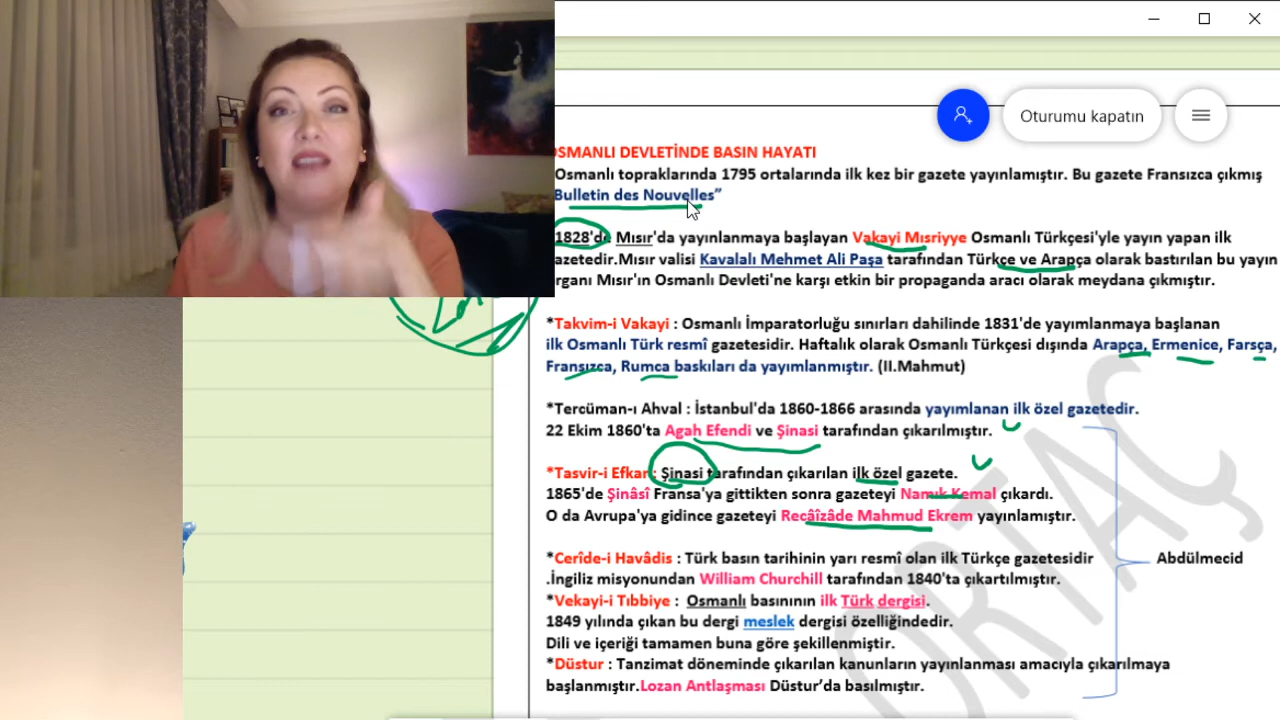 Oturumu kapatın
OSMANLI DEVLETİNDE BASIN HAYATI
Osmanlı topraklarında 1795 ortalarında ilk kez bir gazete yayınlamıştır. Bu gazete Fransızca çıkmış
Bulletin des Nouvelles”
1828'de Mısır'da yayınlanmaya başlayan Vakayi Mısriyye Osmanlı Türkçesi'yle yayın yapan ilk
azetedir.Mısır valisi Kavalalı Mehmet Ali Paşa tarafından Türkçe ve Arapça olarak bastırılan bu yayın
rganı Mısır'ın Osmanlı Devleti'ne karşı etkin bir propaganda aracı olarak meydana çıkmıştır.
*Takvim-i Vakayi : Osmanlı İmparatorluğu sınırları dahilinde 1831'de yayımlanmaya başlanan
ilk Osmanlı Türk resmî gazetesidir. Haftalık olarak Osmanlı Türkçesi dışında Arapça, Ermenice, Farsça,
Fransızca, Rumca baskıları da yayımlanmıştır. (II.Mahmut)
*Tercüman-ı Ahval : İstanbul'da 1860-1866 arasında yayımlanan ilk özel gazetedir.
22 Ekim 1860'ta Agah Efendi ve Şinasi tarafından çıkarılmıştır.
*Tasvir-i Efkar : Şinasi tarafından çıkarılan ilk özel gazete.
1865'de Şinâsî Fransa'ya gittikten sonra gazeteyi Namık Kemal çıkardı.
O da Avrupa'ya gidince gazeteyi Recâîzâde Mahmud Ekrem yayınlamıştır.
*Cerîde-i Havâdis : Türk basın tarihinin yarı resmî olan ilk Türkçe gazetesidir
.İngiliz misyonundan William Churchill tarafından 1840'ta çıkartılmıştır.
Abdülmecid
*Vekayi-i Tıbbiye : Osmanlı basınının ilk Türk dergisi.
1849 yılında çıkan bu dergi meslek dergisi özelliğindedir.
Dili ve içeriği tamamen buna göre şekillenmiştir.
*Düstur : Tanzimat döneminde çıkarılan kanunların yayınlanması amacıyla çıkarılmaya
başlanmıştır.Lozan Antlaşması Düstur’da basılmıştır.
ORTAÇ